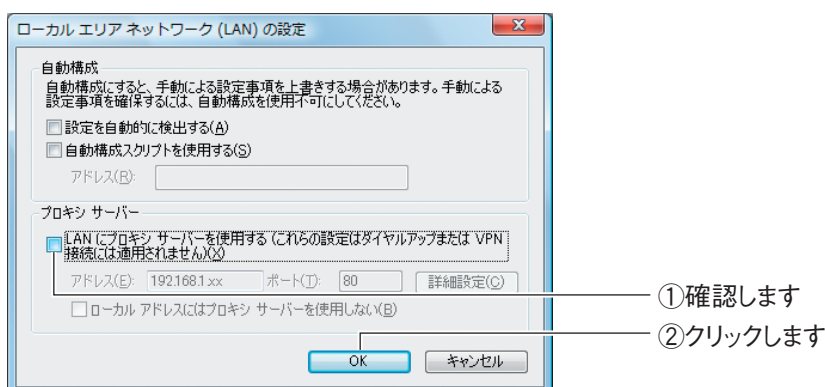 ローカル エリア ネットワーク (LAN) の設定
自動構成
自動構成にすると、手動による設定事項を上書きする場合があります。手動による
設定事項を確保するには、自動構成を使用不可にしてください。
設定を自動的に検出する(A)
自動構成スクリプトを使用する(S)
アドレス(R):
プロキシ サーバー
LAN にプロキシ サーバーを使用する (これらの設定はダイヤルアップまたは VPN
接続には適用されません)(X)
アドレス(E): 192.168.1.xx ポート(T): 80 詳細設定(C)
ローカル アドレスにはプロキシ サーバーを使用しない(B)
①確認します
②クリックします
OK キャンセル